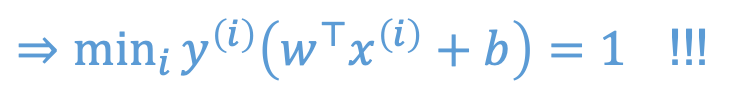 ⇒ minᵢ y⁽ⁱ⁾(w⊤x⁽ⁱ⁾ + b) = 1 !!!